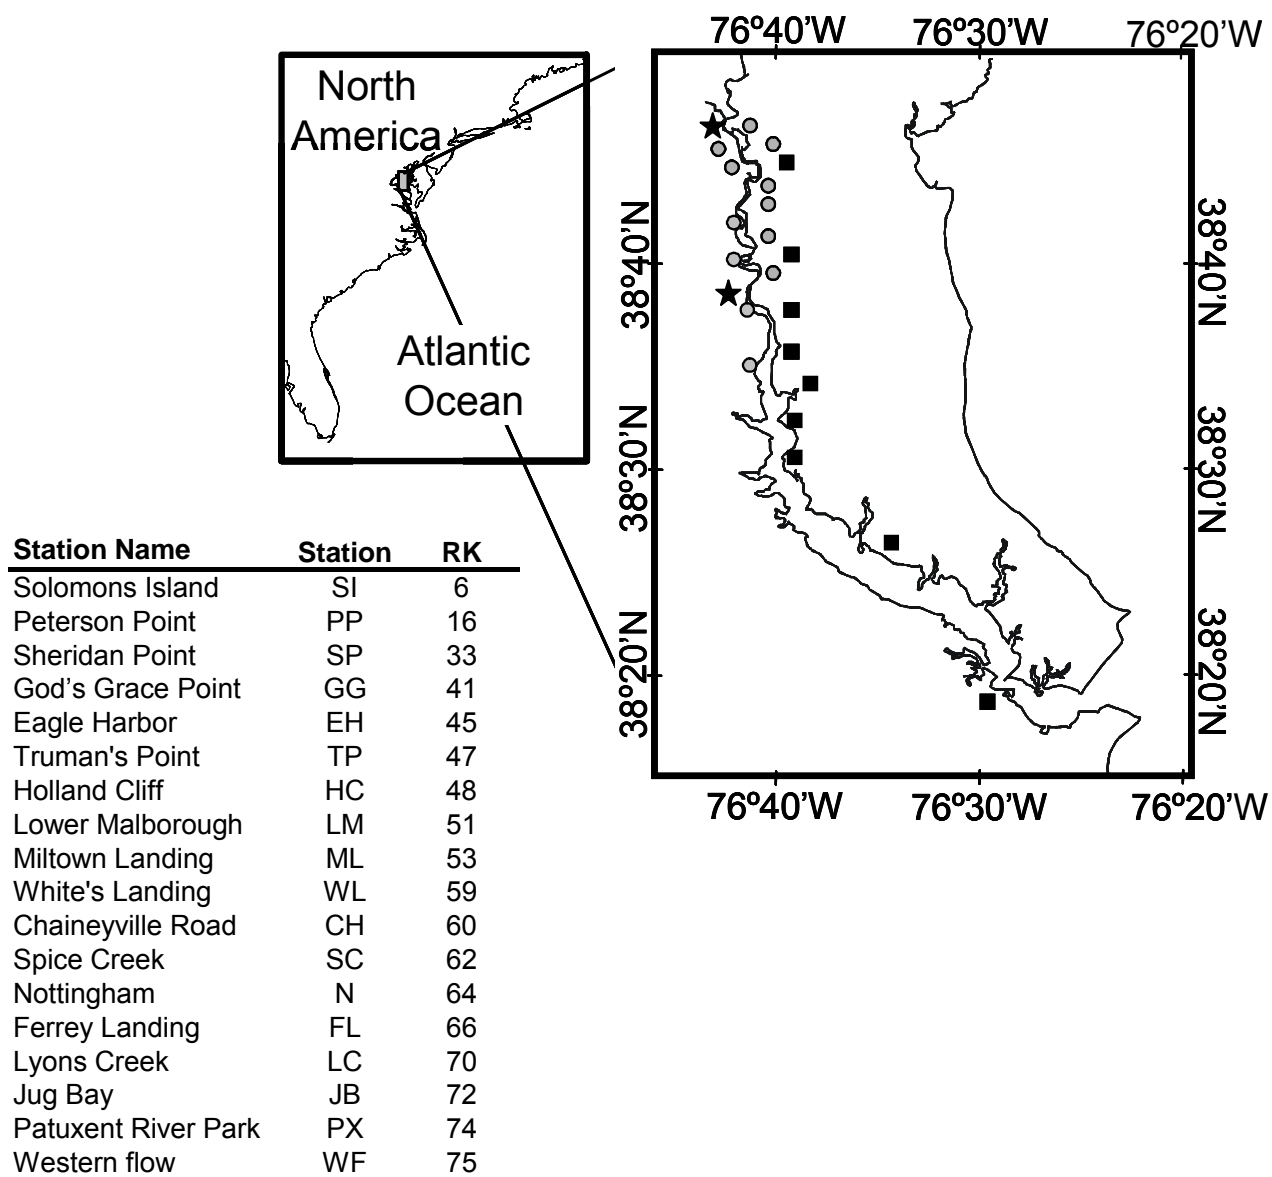 76º40'W 76º30'W 76º20'W
North
America
Atlantic
Ocean
38º40'N
38º30'N
38º20'N
38º40'N
38º30'N
38º20'N
76º40'W 76º30'W 76º20'W
Station Name Station RK
Solomons Island SI 6
Peterson Point PP 16
Sheridan Point SP 33
God's Grace Point GG 41
Eagle Harbor EH 45
Truman's Point TP 47
Holland Cliff HC 48
Lower Malborough LM 51
Miltown Landing ML 53
White's Landing WL 59
Chaineyville Road CH 60
Spice Creek SC 62
Nottingham N 64
Ferrey Landing FL 66
Lyons Creek LC 70
Jug Bay JB 72
Patuxent River Park PX 74
Western flow WF 75